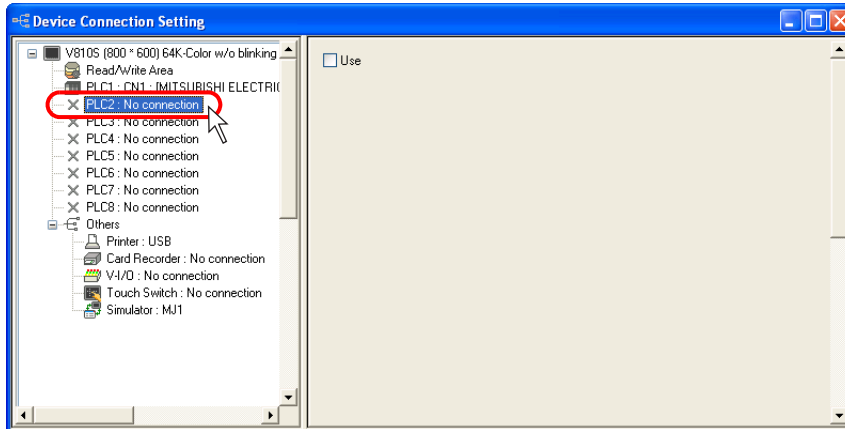 Device Connection Setting
V810S (800 * 600) 64K-Color w/o blinking
Read/Write Area
PLC1 : CN1 : [MITSUBISHI ELECTRIC
PLC2 : No connection
PLC3 : No connection
PLC4 : No connection
PLC5 : No connection
PLC6 : No connection
PLC7 : No connection
PLC8 : No connection
Others
Printer : USB
Card Recorder : No connection
V-I/O : No connection
Touch Switch : No connection
Simulator : MJ1
Use